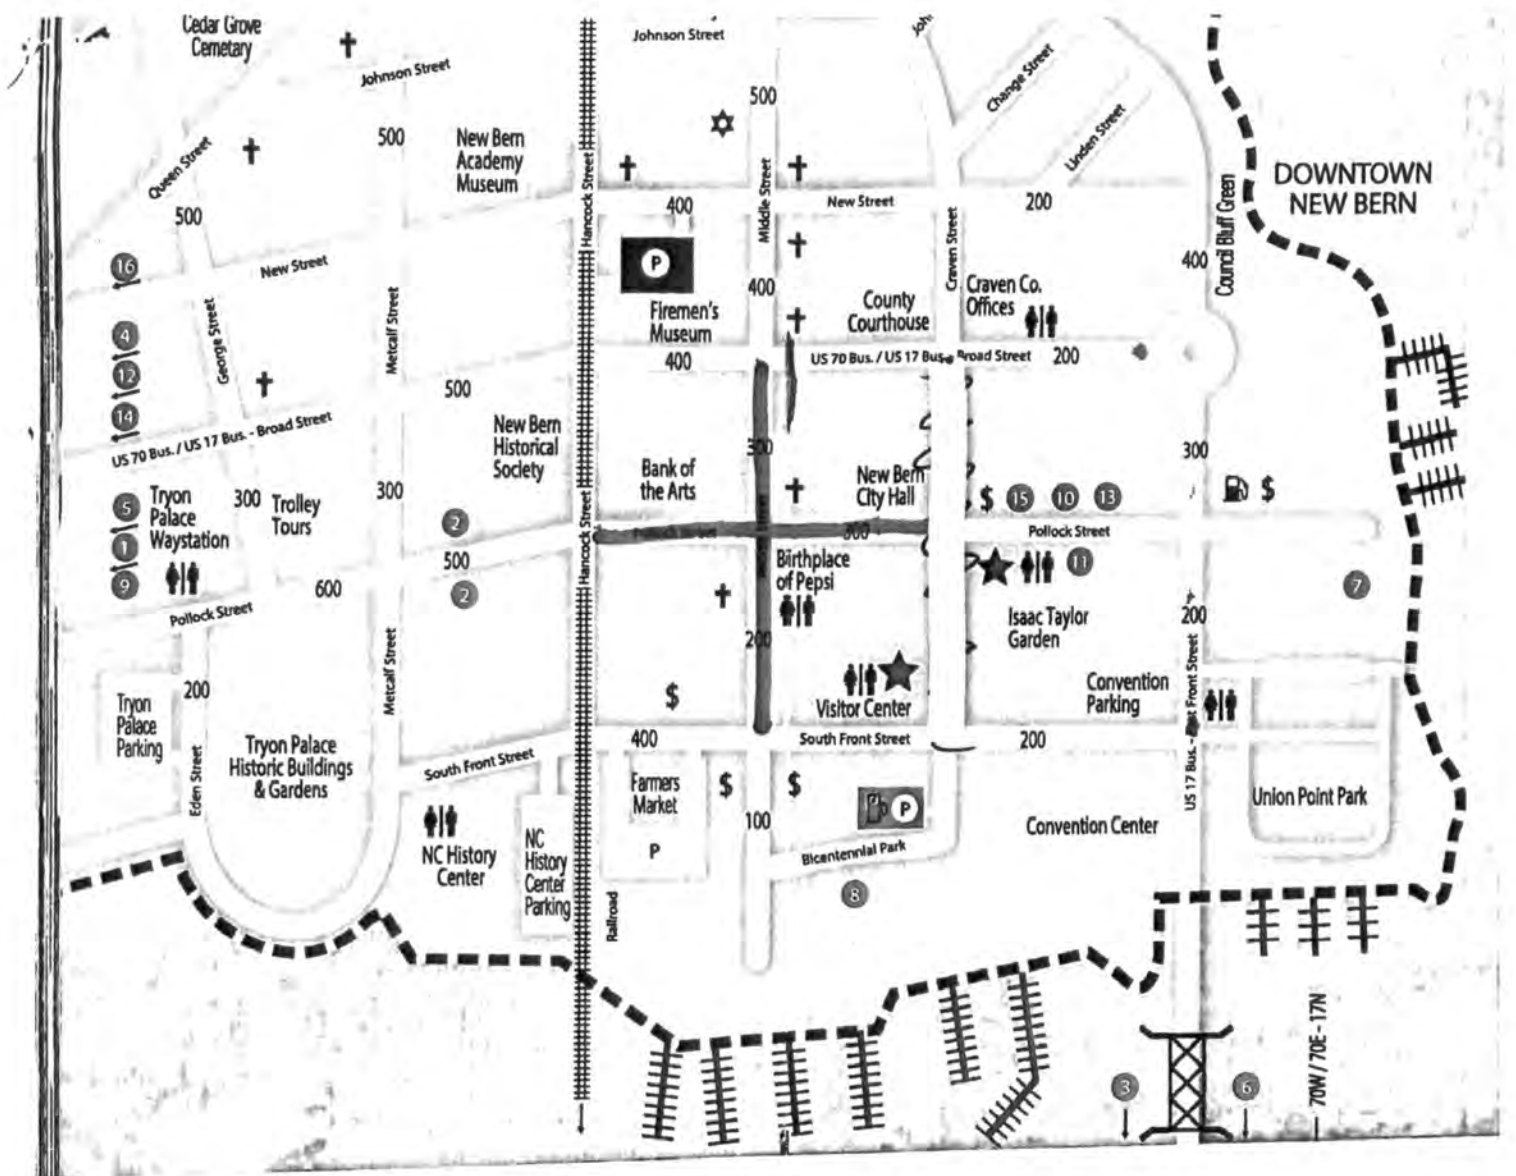 Cedar Grove
Cemetary
Johnson Street
Johnson Street
Change Street
Linden Street
500
500
New Bern
Academy
Museum
Queen Street
500
Hancock Street
Middle Street
400
New Street
200
DOWNTOWN
NEW BERN
Council Bluff Green
400
Craven Street
16
New Street
P
Firemen's
Museum
400
County
Courthouse
Craven Co.
Offices
4
12
14
George Street
Metcalf Street
500
400
US 70 Bus. / US 17 Bus. - Broad Street
200
US 70 Bus. / US 17 Bus. - Broad Street
New Bern
Historical
Society
300
Bank of
the Arts
New Bern
City Hall
300
$
5
Tryon
Palace
Waystation
1
9
300
Trolley
Tours
300
2
Hancock Street
$
15
10
13
Pollock Street
300
Pollock Street
500
2
600
Pollock Street
Birthplace
of Pepsi
11
7
Isaac Taylor
Garden
200
200
Metcalf Street
200
$
Visitor Center
Convention
Parking
Tryon
Palace
Parking
Eden Street
Tryon Palace
Historic Buildings
& Gardens
South Front Street
400
South Front Street
200
US 17 Bus. - East Front Street
Farmers
Market
P
$
$
P
100
Bicentennial Park
8
Convention Center
Union Point Park
NC History
Center
NC
History
Center
Parking
Railroad
3
6
70W / 70E - 17N